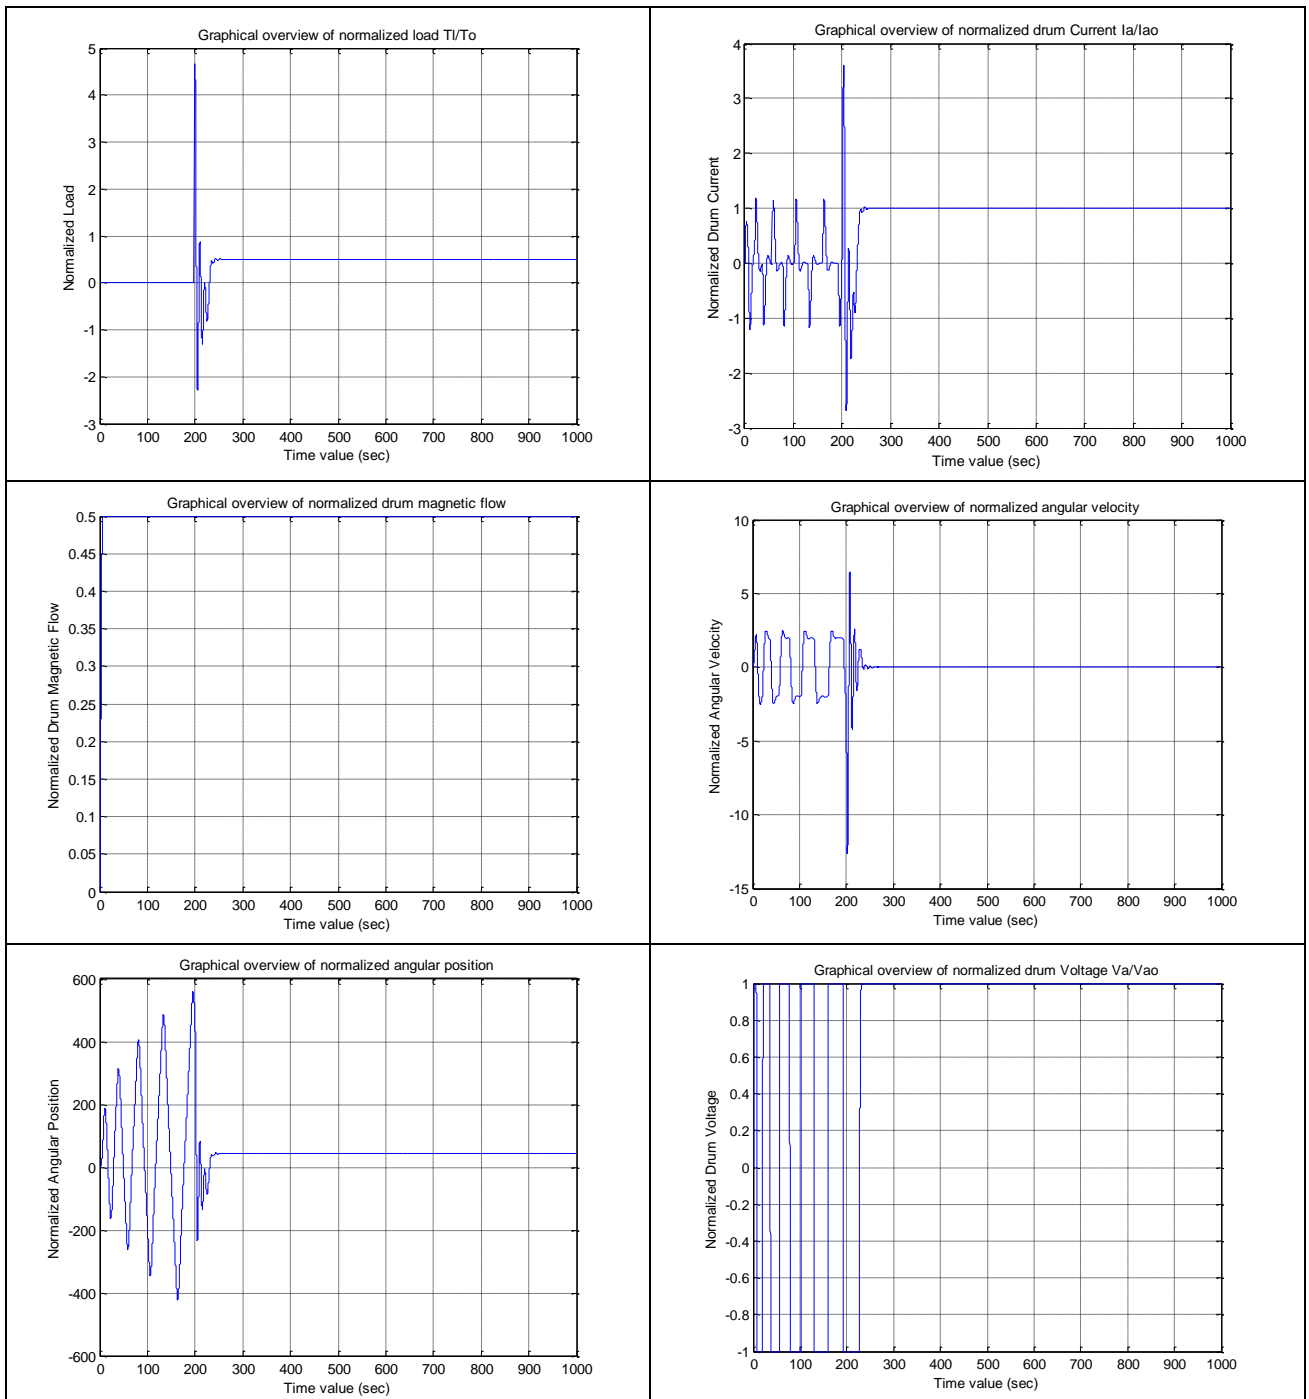 Graphical overview of normalized load Tl/To
5
4
3
2
1
0
-1
-2
-3
Normalized Load
0 100 200 300 400 500 600 700 800 900 1000
Time value (sec)
Graphical overview of normalized drum Current Ia/Iao
4
3
2
1
0
-1
-2
-3
Normalized Drum Current
0 100 200 300 400 500 600 700 800 900 1000
Time value (sec)
Graphical overview of normalized drum magnetic flow
0.5
0.45
0.4
0.35
0.3
0.25
0.2
0.15
0.1
0.05
0
Normalized Drum Magnetic Flow
0 100 200 300 400 500 600 700 800 900 1000
Time value (sec)
Graphical overview of normalized angular velocity
10
5
0
-5
-10
-15
Normalized Angular Velocity
0 100 200 300 400 500 600 700 800 900 1000
Time value (sec)
Graphical overview of normalized angular position
600
400
200
0
-200
-400
-600
Normalized Angular Position
0 100 200 300 400 500 600 700 800 900 1000
Time value (sec)
Graphical overview of normalized drum Voltage Va/Vao
1
0.8
0.6
0.4
0.2
0
-0.2
-0.4
-0.6
-0.8
-1
Normalized Drum Voltage
0 100 200 300 400 500 600 700 800 900 1000
Time value (sec)